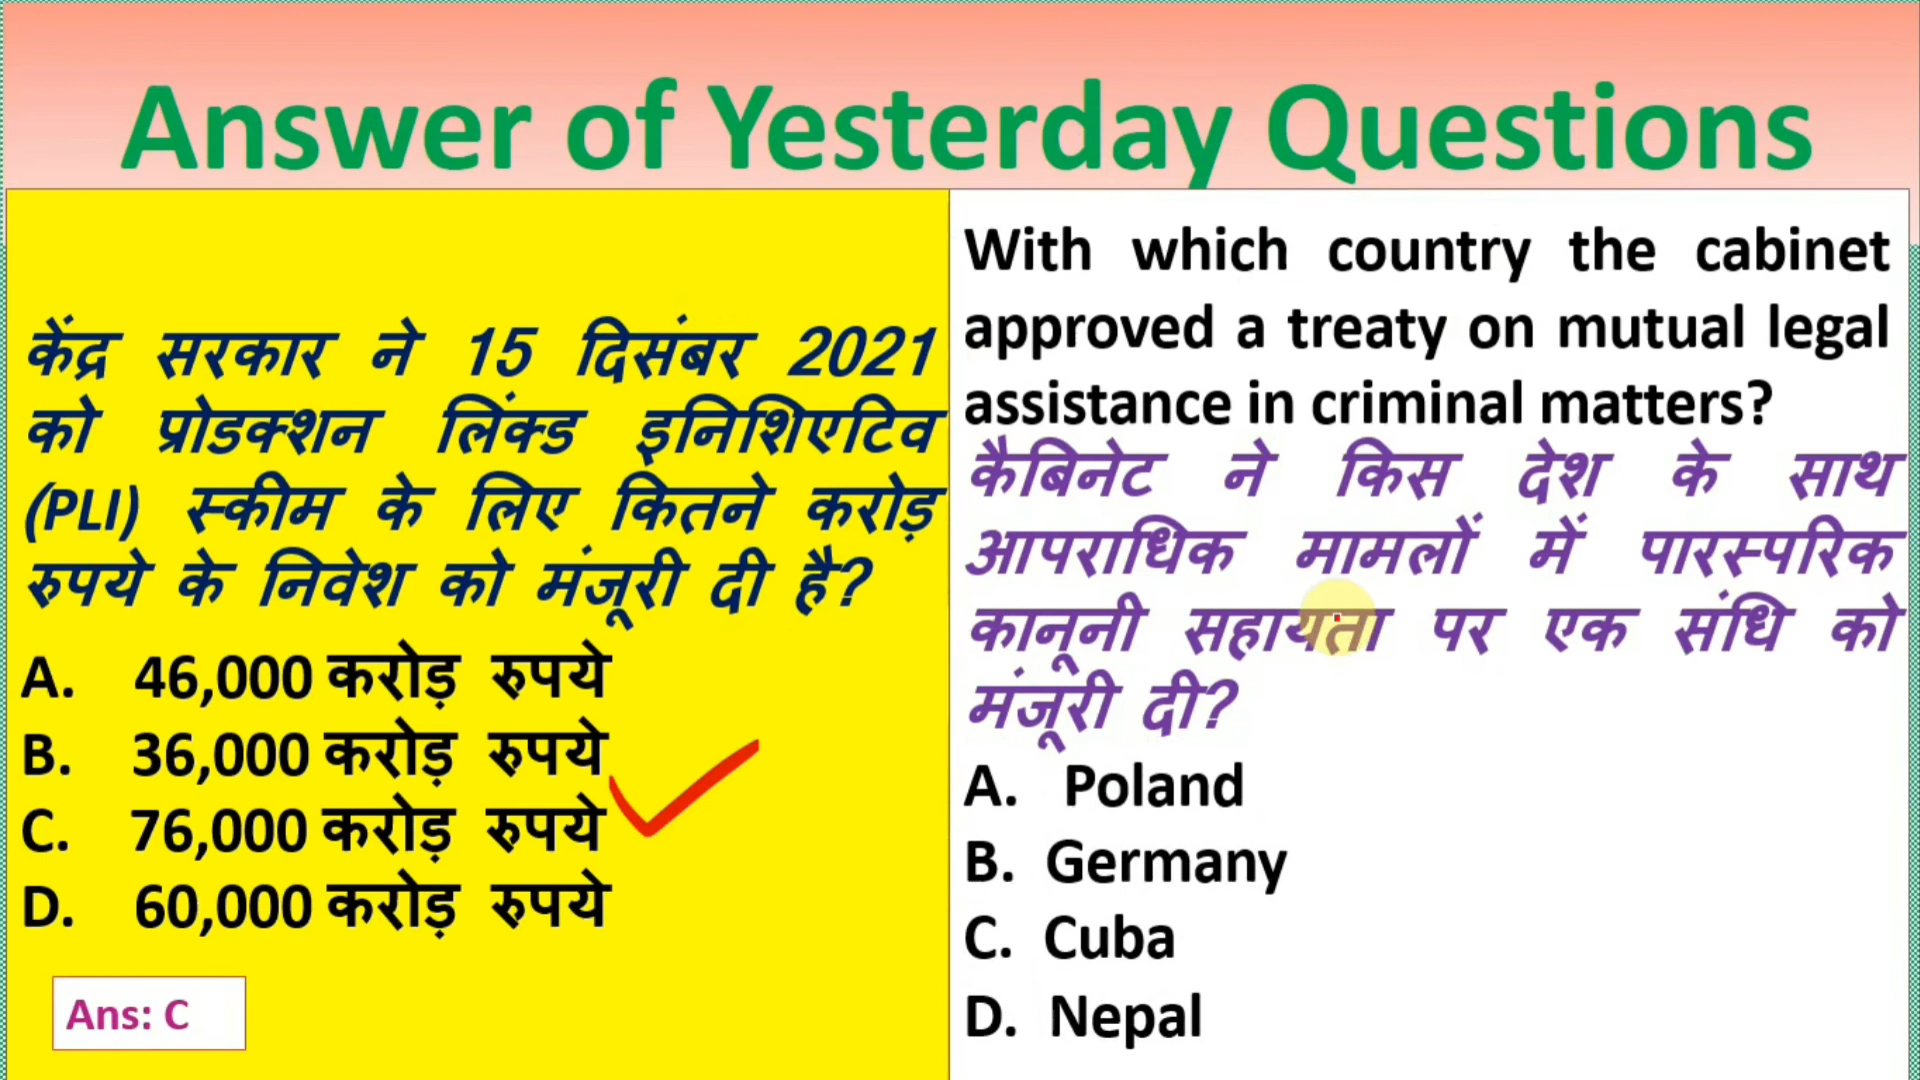 Answer of Yesterday Questions
केंद्र सरकार ने 15 दिसंबर 2021
को प्रोडक्शन लिंक्ड इनिशिएटिव
(PLI) स्कीम के लिए कितने करोड़
रुपये के निवेश को मंजूरी दी है?
A. 46,000 करोड़ रुपये
B. 36,000 करोड़ रुपये
C. 76,000 करोड़ रुपये
D. 60,000 करोड़ रुपये
Ans: C
With which country the cabinet
approved a treaty on mutual legal
assistance in criminal matters?
कैबिनेट ने किस देश के साथ
आपराधिक मामलों में पारस्परिक
कानूनी सहायता पर एक संधि को
मंजूरी दी?
A. Poland
B. Germany
C. Cuba
D. Nepal